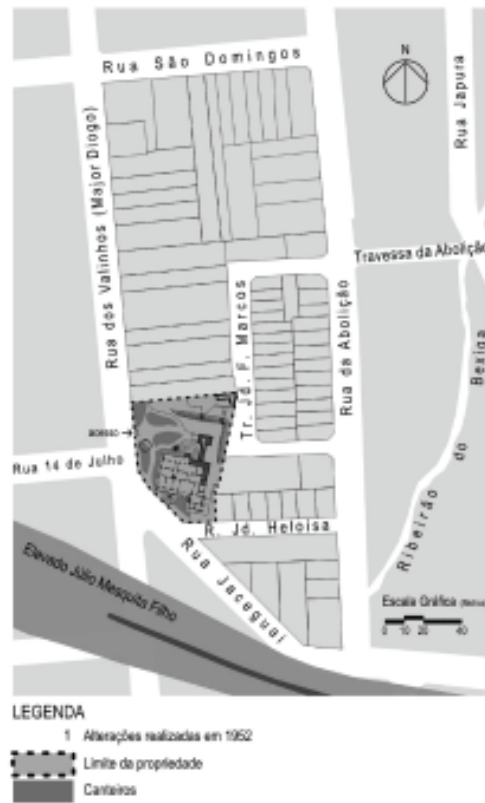 Rua São Domingos
N
Rua Japura
Rua dos Valinhos (Major Diogo)
Travessa da Abolição
Tr. Jd. F. Marcos
Rua da Abolição
Ribeirão do Bexiga
acesso
Rua 14 de Julho
R. Jd. Heloisa
Rua Jaceguai
Elevado Júlio Mesquita Filho
Escala Gráfica
0 10 20 40
LEGENDA
1 Alterações realizadas em 1952
Limite da propriedade
Canteiros